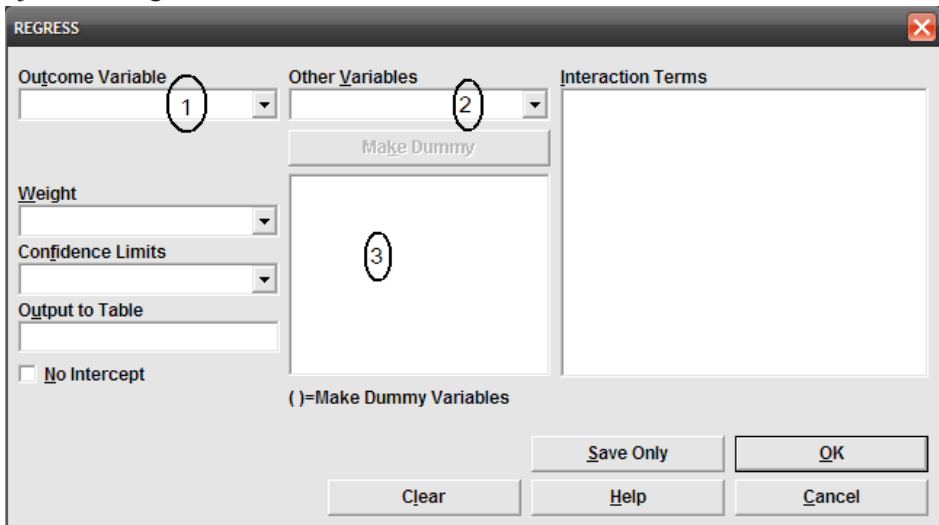 REGRESS
Outcome Variable
1
Other Variables
2
Interaction Terms
Make Dummy
Weight
3
Confidence Limits
Output to Table
No Intercept
( )=Make Dummy Variables
Save Only
OK
Clear
Help
Cancel